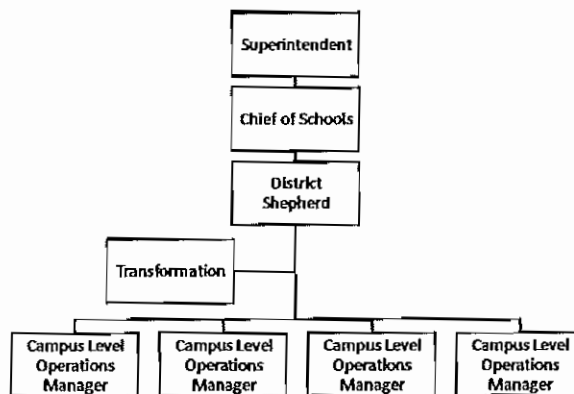 Superintendent
Chief of Schools
District
Shepherd
Transformation
Campus Level
Operations
Manager
Campus Level
Operations
Manager
Campus Level
Operations
Manager
Campus Level
Operations
Manager